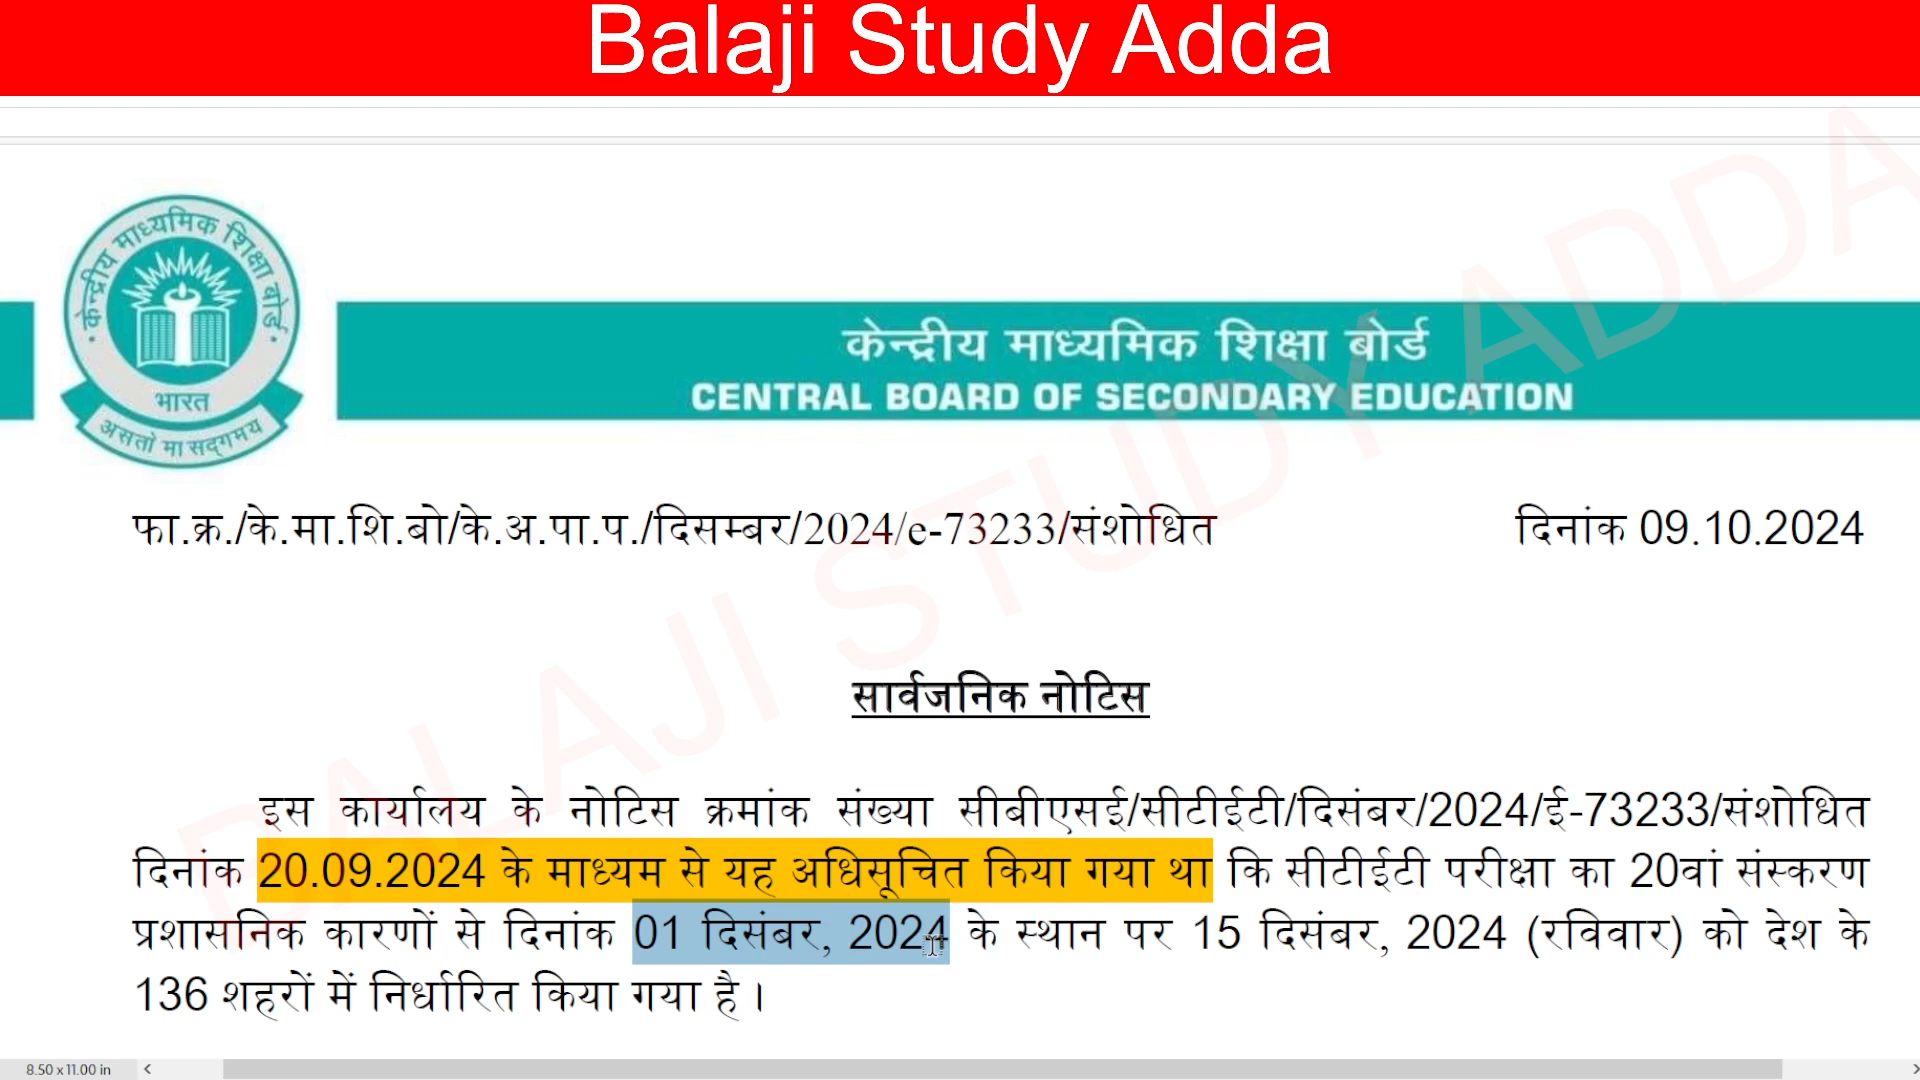 Balaji Study Adda
केन्द्रीय माध्यमिक शिक्षा बोर्ड
भारत
असतो मा सद्गमय
केन्द्रीय माध्यमिक शिक्षा बोर्ड
CENTRAL BOARD OF SECONDARY EDUCATION
फा.क्र./के.मा.शि.बो/के.अ.पा.प./दिसम्बर/2024/e-73233/संशोधित दिनांक 09.10.2024
सार्वजनिक नोटिस
इस कार्यालय के नोटिस क्रमांक संख्या सीबीएसई/सीटीईटी/दिसंबर/2024/ई-73233/संशोधित
दिनांक 20.09.2024 के माध्यम से यह अधिसूचित किया गया था कि सीटीईटी परीक्षा का 20वां संस्करण
प्रशासनिक कारणों से दिनांक 01 दिसंबर, 2024 के स्थान पर 15 दिसंबर, 2024 (रविवार) को देश के
136 शहरों में निर्धारित किया गया है।
BALAJI STUDY ADDA
8.50 x 11.00 in